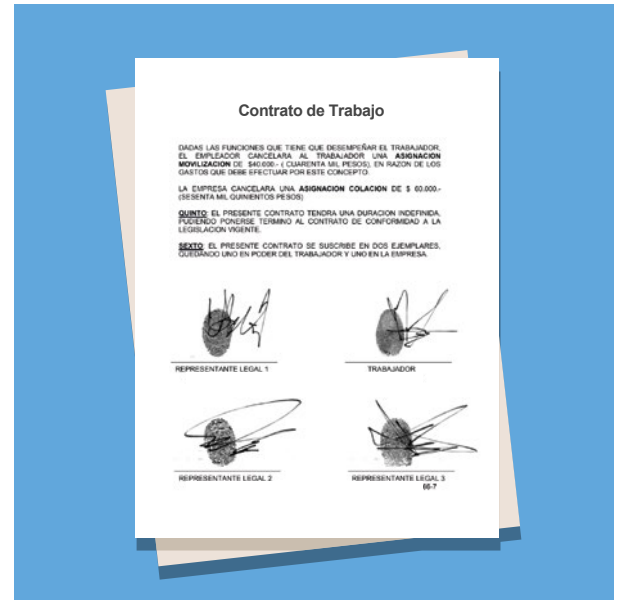 Contrato de Trabajo
DADAS LAS FUNCIONES QUE TIENE QUE DESEMPEÑAR EL TRABAJADOR,
EL EMPLEADOR CANCELARA AL TRABAJADOR UNA ASIGNACION
MOVILIZACION DE $40.000.- ( CUARENTA MIL PESOS), EN RAZON DE LOS
GASTOS QUE DEBE EFECTUAR POR ESTE CONCEPTO.
LA EMPRESA CANCELARA UNA ASIGNACION COLACION DE $ 60.000.-
(SESENTA MIL QUINIENTOS PESOS)
QUINTO: EL PRESENTE CONTRATO TENDRA UNA DURACION INDEFINIDA,
PUDIENDO PONERSE TERMINO AL CONTRATO DE CONFORMIDAD A LA
LEGISLACION VIGENTE.
SEXTO: EL PRESENTE CONTRATO SE SUSCRIBE EN DOS EJEMPLARES,
QUEDANDO UNO EN PODER DEL TRABAJADOR Y UNO EN LA EMPRESA.
REPRESENTANTE LEGAL 1
TRABAJADOR
REPRESENTANTE LEGAL 2
REPRESENTANTE LEGAL 3
66-7